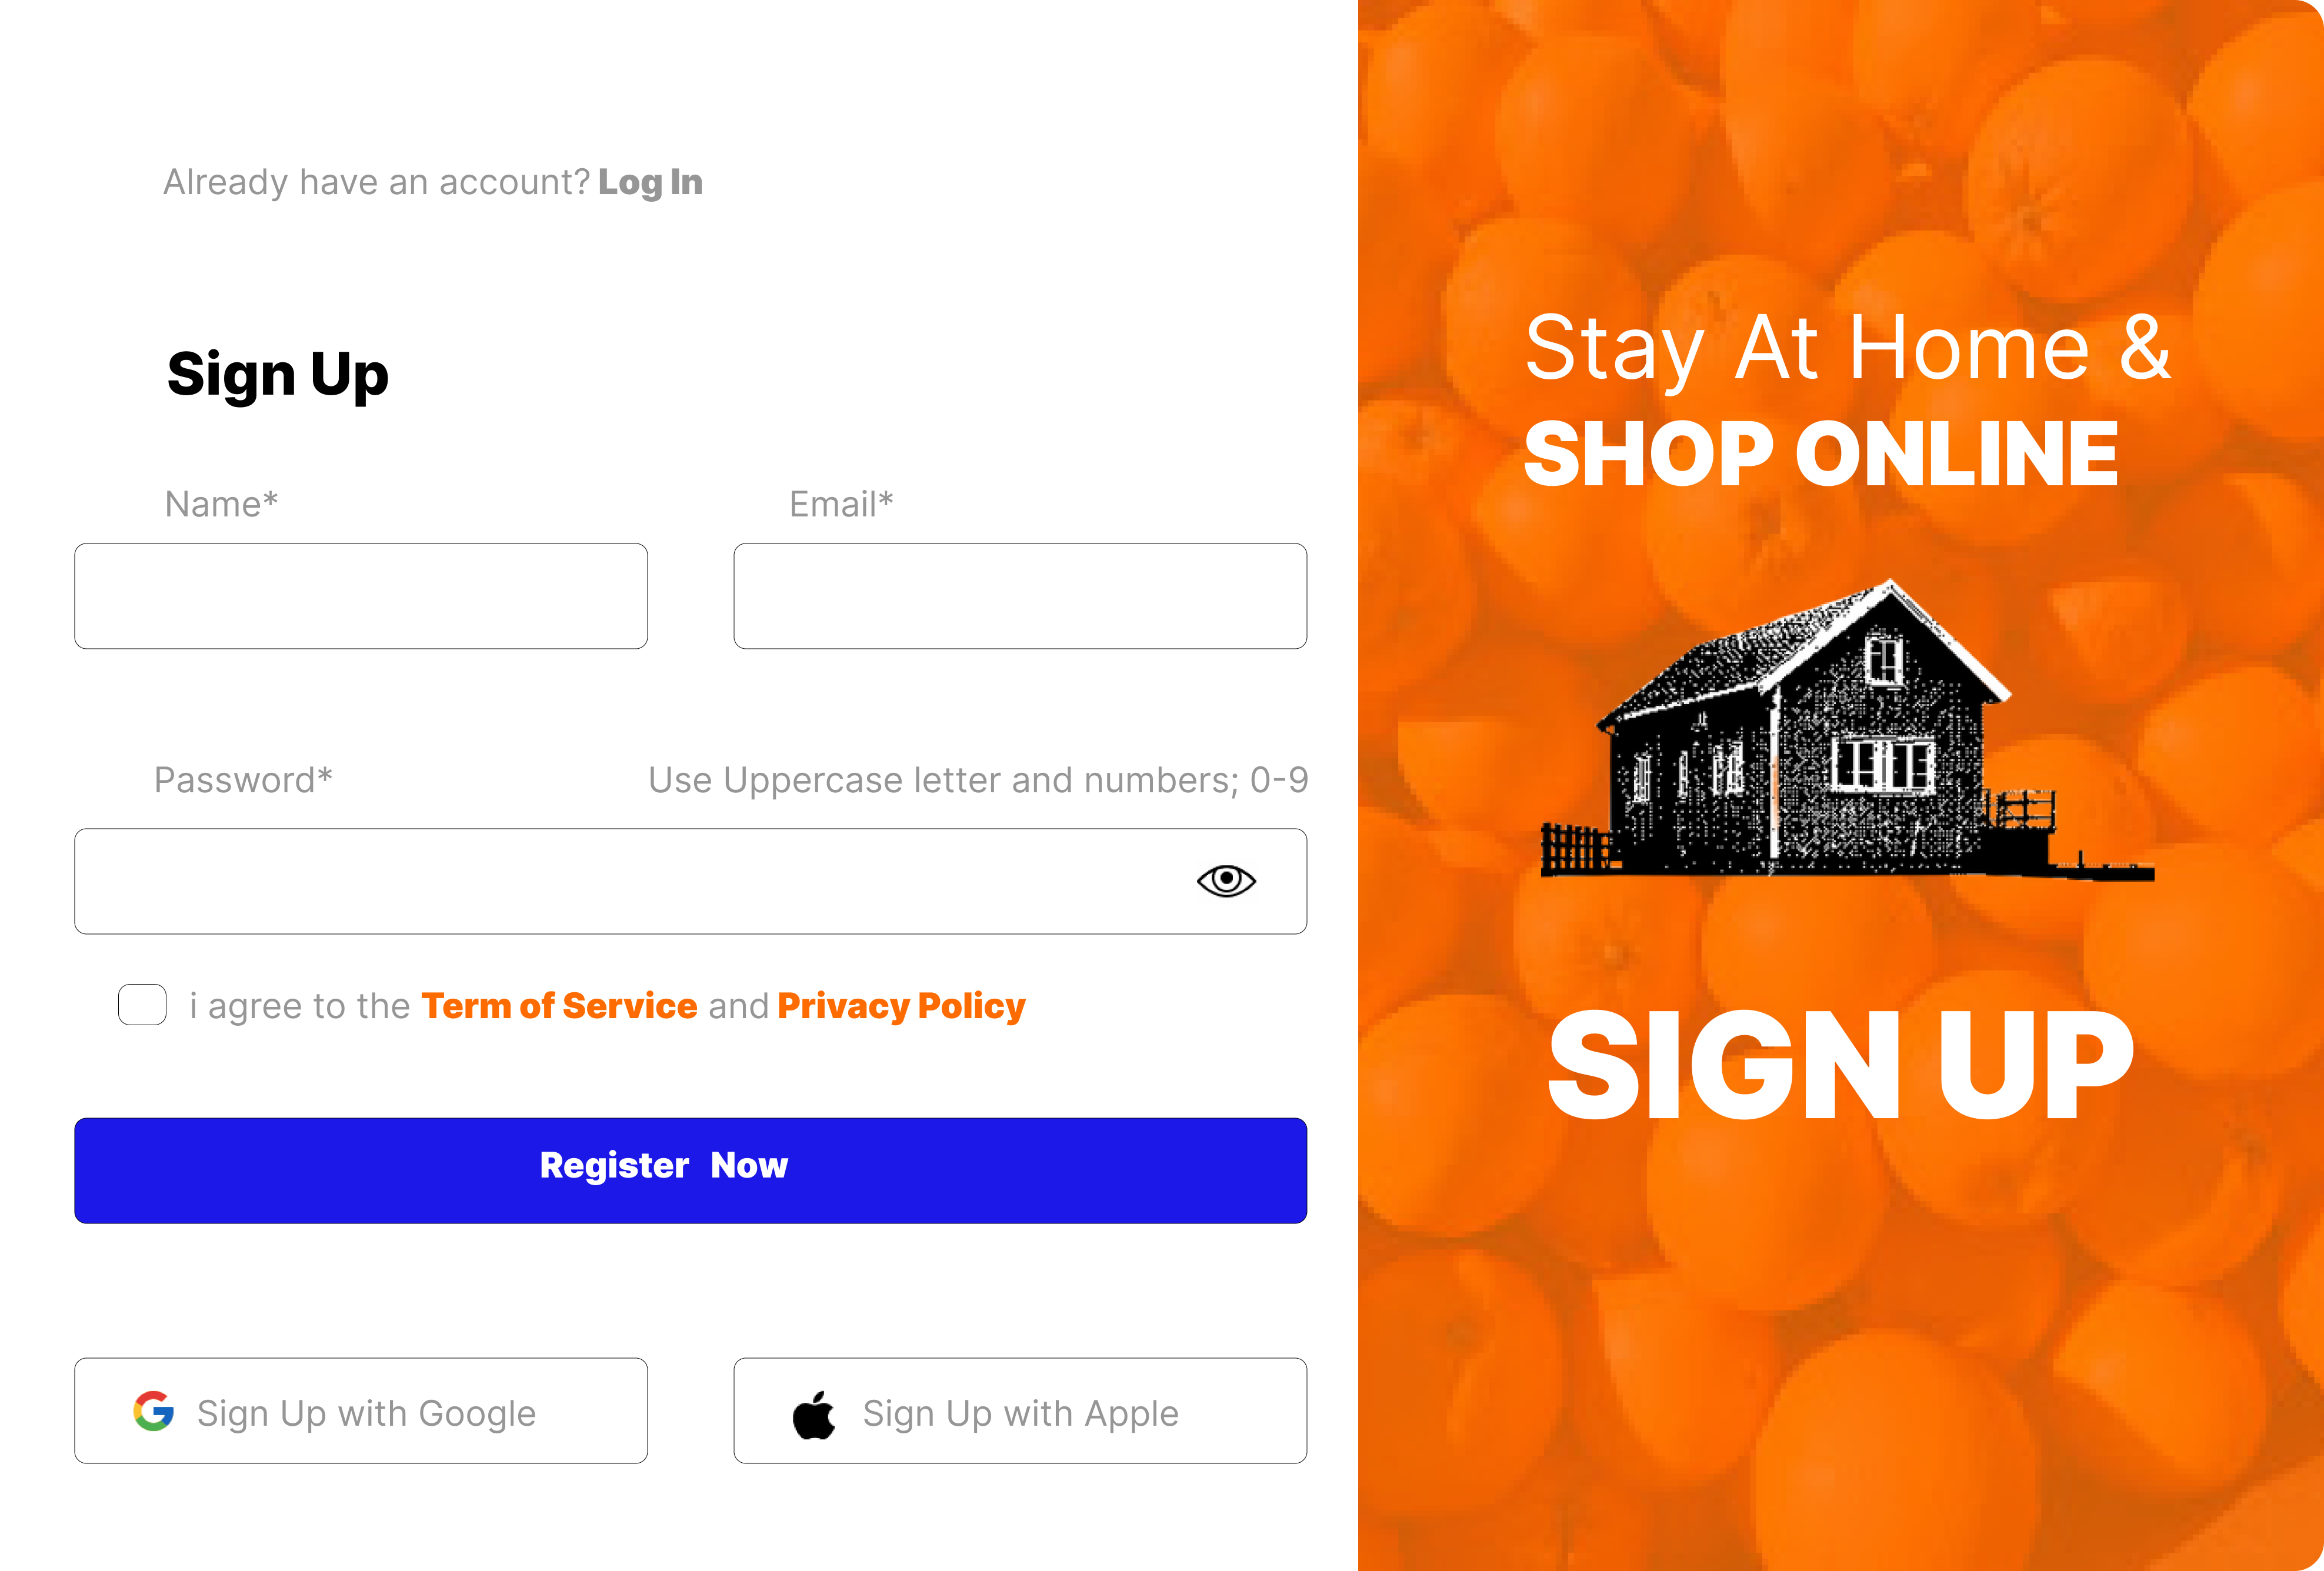 Already have an account? Log In
Sign Up
Name*
Email*
Password*
Use Uppercase letter and numbers; 0-9
i agree to the Term of Service and Privacy Policy
Register Now
Sign Up with Google
Sign Up with Apple
Stay At Home &
SHOP ONLINE
SIGN UP